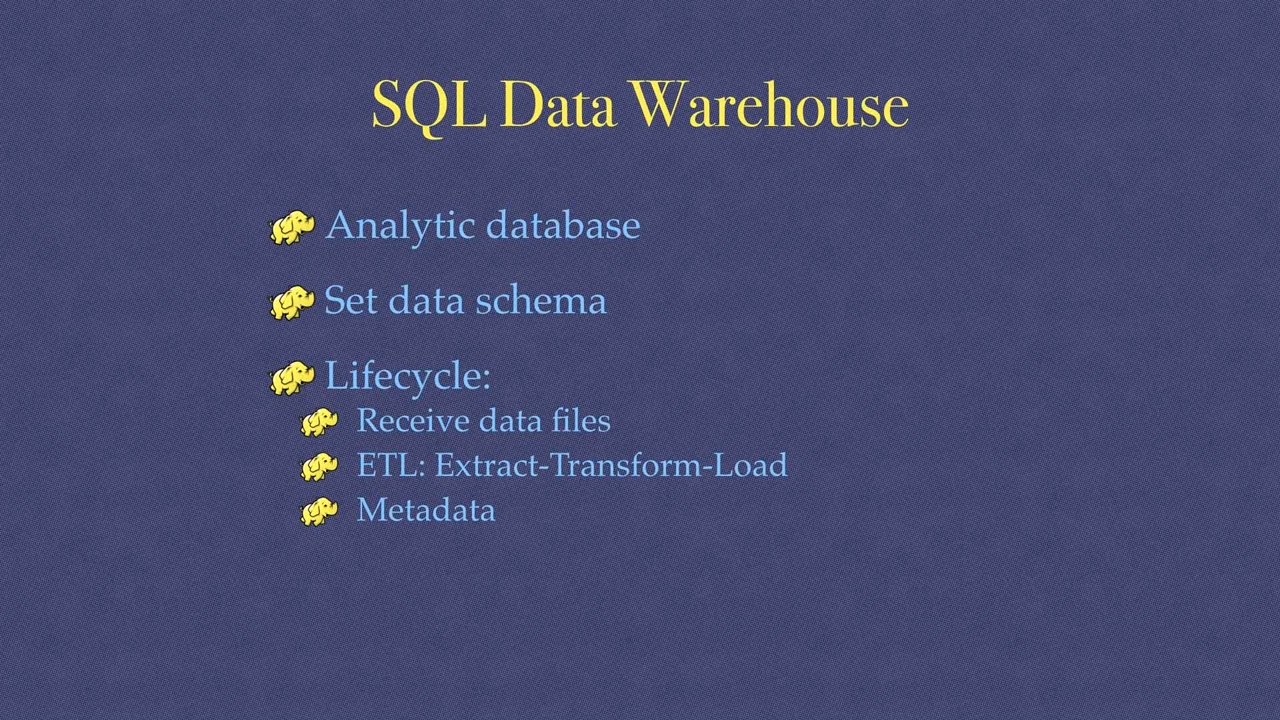 SQL Data Warehouse
Analytic database
Set data schema
Lifecycle:
Receive data files
ETL: Extract-Transform-Load
Metadata